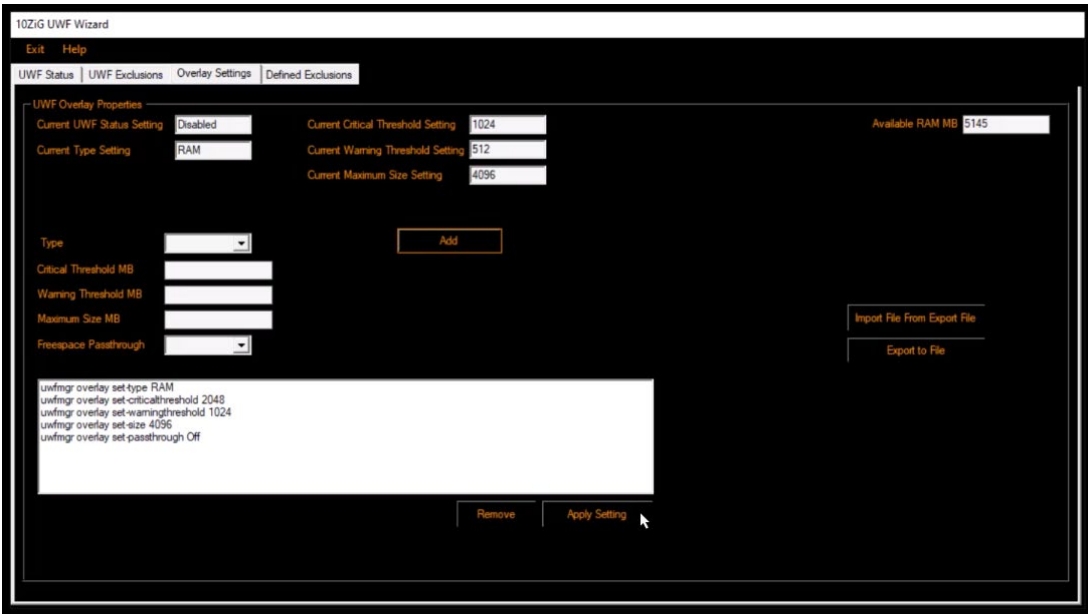 10ZiG UWF Wizard
Exit Help
UWF Status UWF Exclusions Overlay Settings Defined Exclusions
UWF Overlay Properties
Current UWF Status Setting Disabled Current Critical Threshold Setting 1024 Available RAM MB 5145
Current Type Setting RAM Current Warning Threshold Setting 512
Current Maximum Size Setting 4096
Type Add
Critical Threshold MB
Warning Threshold MB
Maximum Size MB Import File From Export File
Freespace Passthrough Export to File
uwfmgr overlay set-type RAM
uwfmgr overlay set-criticalthreshold 2048
uwfmgr overlay set-warningthreshold 1024
uwfmgr overlay set-size 4096
uwfmgr overlay set-passthrough Off
Remove Apply Setting